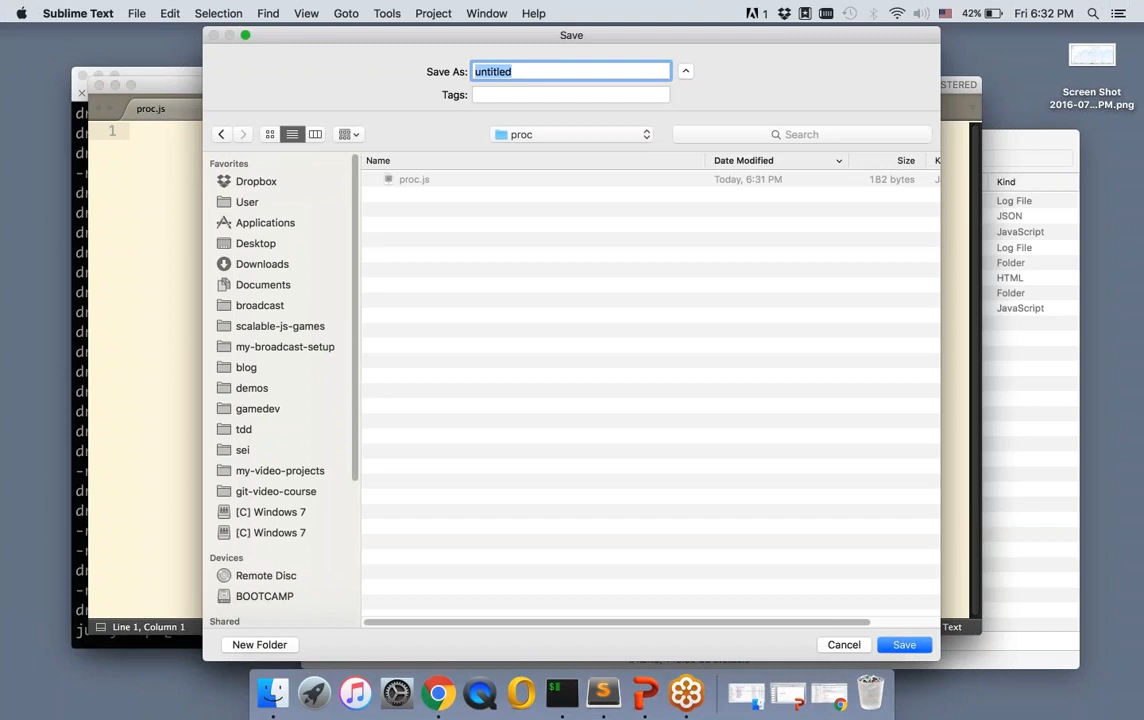 Sublime Text File Edit Selection Find View Goto Tools Project Window Help 1 42% Fri 6:32 PM
Save
Save As: untitled
Tags:
proc
Search
Screen Shot
2016-07...PM.png
STERED
proc.js
1
Line 1, Column 1
Favorites
Dropbox
User
Applications
Desktop
Downloads
Documents
broadcast
scalable-js-games
my-broadcast-setup
blog
demos
gamedev
tdd
sei
my-video-projects
git-video-course
[C] Windows 7
[C] Windows 7
Devices
Remote Disc
BOOTCAMP
Shared
Name Date Modified Size K
proc.js Today, 6:31 PM 182 bytes J
Kind
Log File
JSON
JavaScript
Log File
Folder
HTML
Folder
JavaScript
Text
New Folder Cancel Save